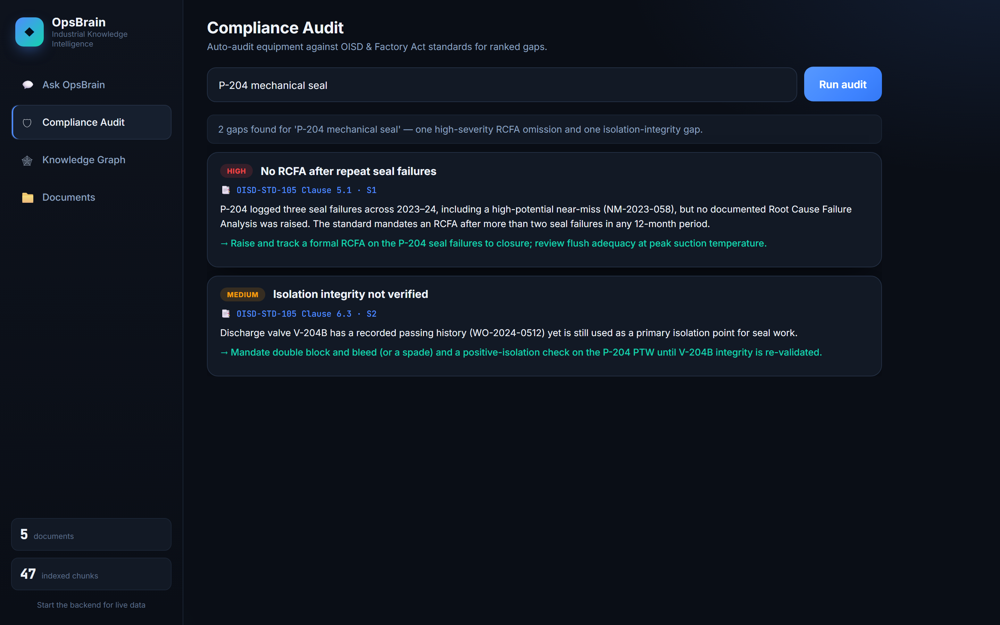 OpsBrain
Industrial Knowledge
Intelligence
Ask OpsBrain
Compliance Audit
Knowledge Graph
Documents
5 documents
47 indexed chunks
Start the backend for live data
Compliance Audit
Auto-audit equipment against OISD & Factory Act standards for ranked gaps.
P-204 mechanical seal
Run audit
2 gaps found for 'P-204 mechanical seal' — one high-severity RCFA omission and one isolation-integrity gap.
HIGH No RCFA after repeat seal failures
OISD-STD-105 Clause 5.1 · S1
P-204 logged three seal failures across 2023–24, including a high-potential near-miss (NM-2023-058), but no documented Root Cause Failure
Analysis was raised. The standard mandates an RCFA after more than two seal failures in any 12-month period.
→ Raise and track a formal RCFA on the P-204 seal failures to closure; review flush adequacy at peak suction temperature.
MEDIUM Isolation integrity not verified
OISD-STD-105 Clause 6.3 · S2
Discharge valve V-204B has a recorded passing history (WO-2024-0512) yet is still used as a primary isolation point for seal work.
→ Mandate double block and bleed (or a spade) and a positive-isolation check on the P-204 PTW until V-204B integrity is re-validated.